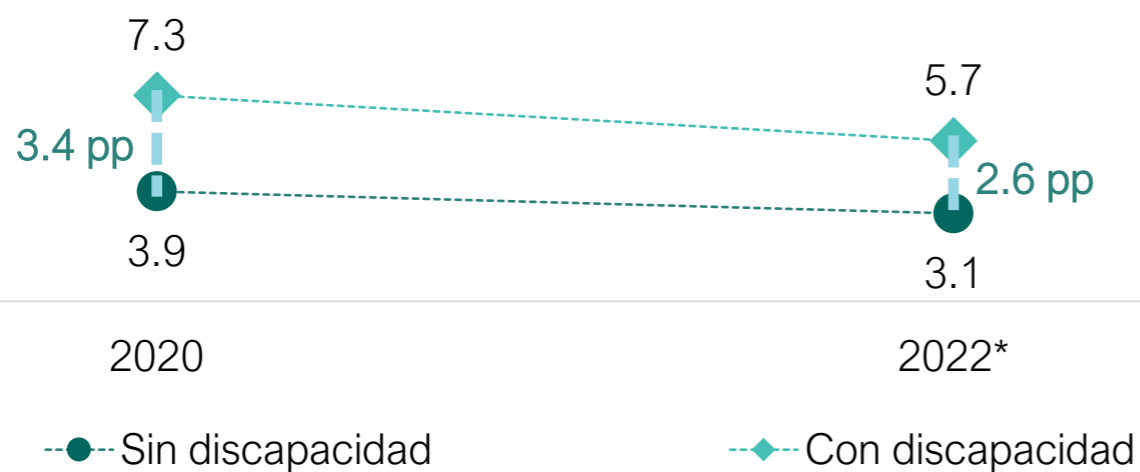 7.3
5.7
3.4 pp
2.6 pp
3.9
3.1
2020
2022*
Sin discapacidad
Con discapacidad